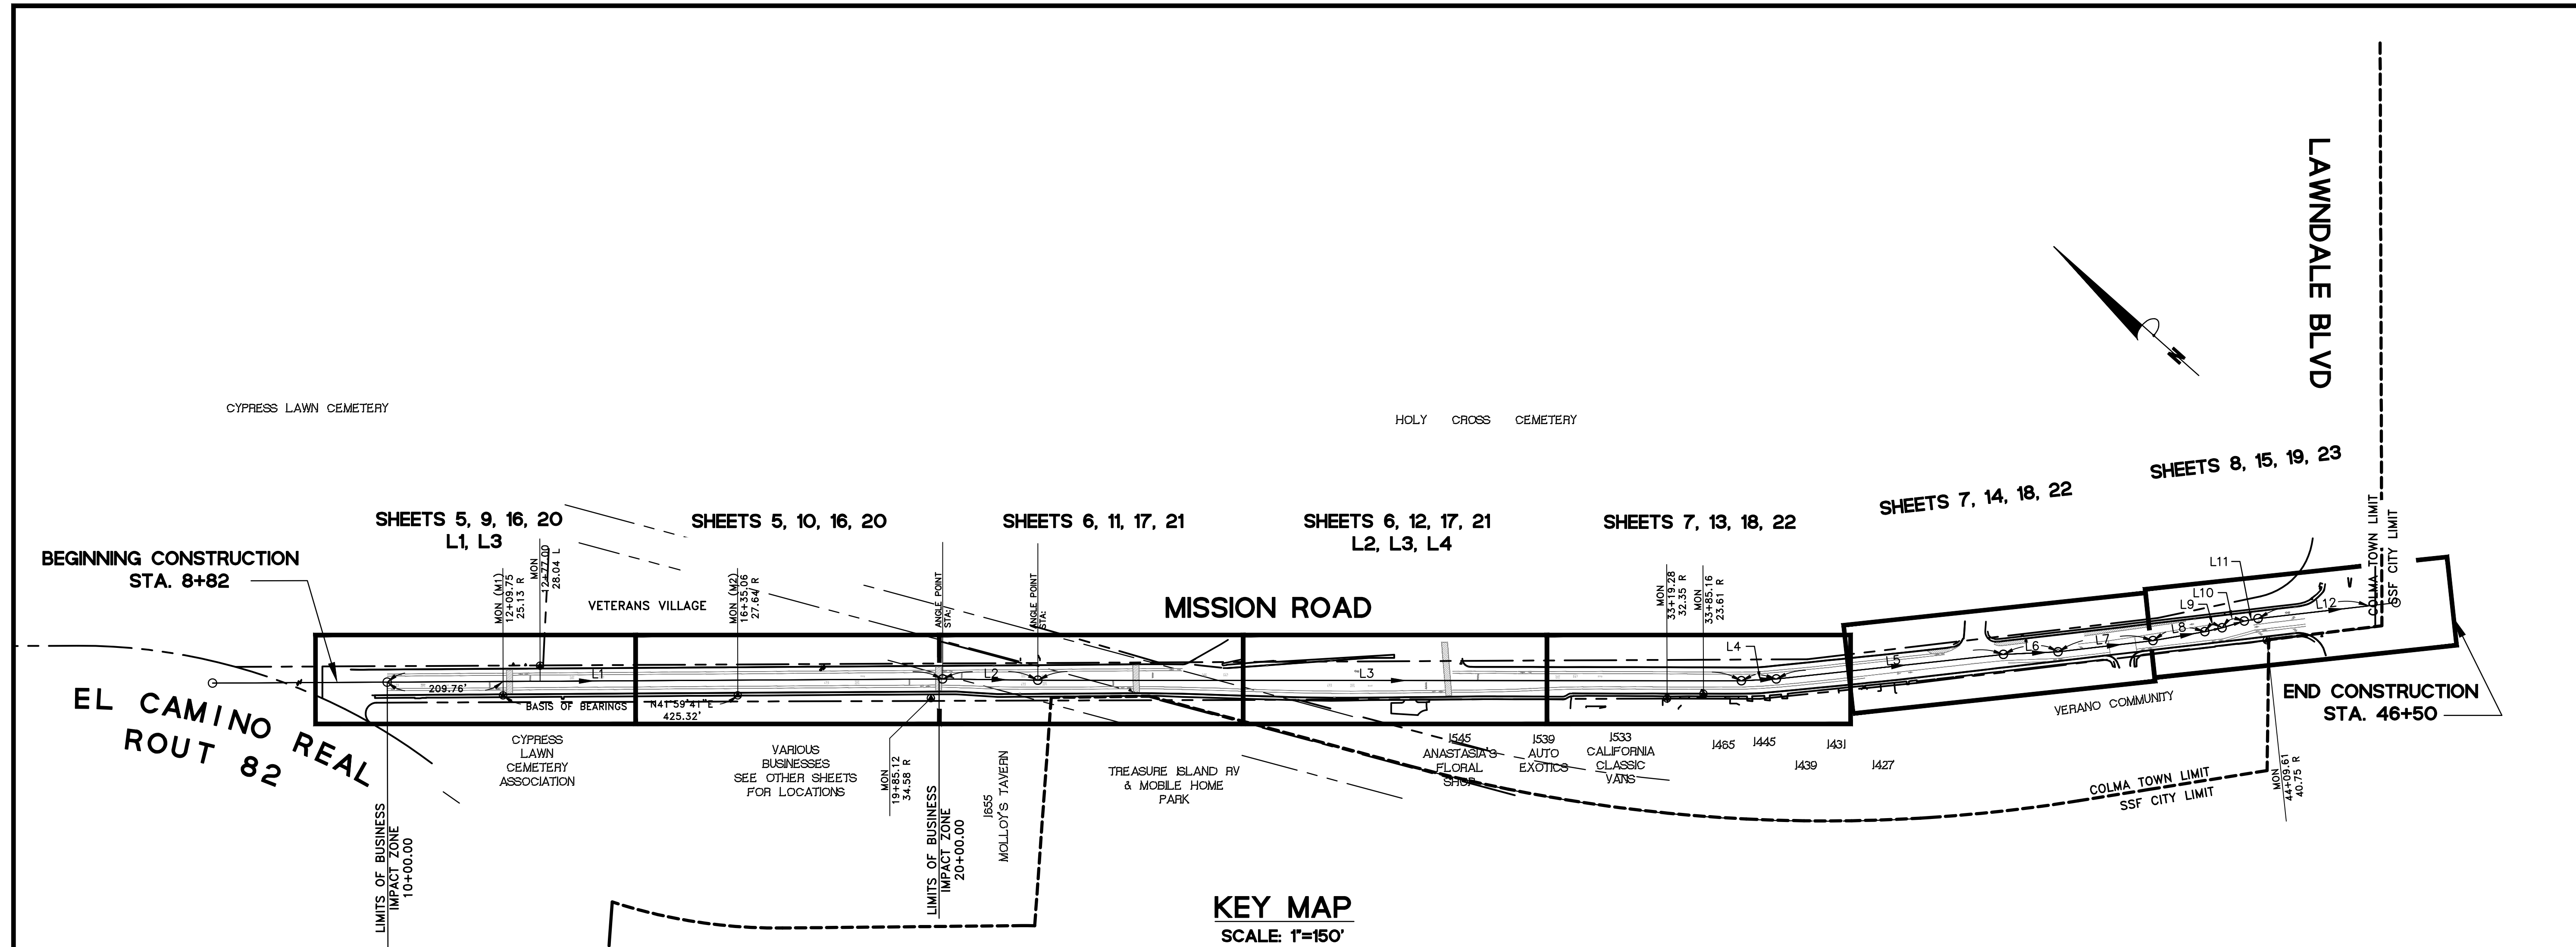 LAWNDALE BLVD
N
CYPRESS LAWN CEMETERY
HOLY CROSS CEMETERY
SHEETS 5, 9, 16, 20
L1, L3
SHEETS 5, 10, 16, 20
SHEETS 6, 11, 17, 21
SHEETS 6, 12, 17, 21
L2, L3, L4
SHEETS 7, 13, 18, 22
SHEETS 7, 14, 18, 22
SHEETS 8, 15, 19, 23
BEGINNING CONSTRUCTION
STA. 8+82
MON (M1)
12+09.75
25.13 R
MON
12+77.00
28.04 L
VETERANS VILLAGE
MON (M2)
16+35.06
27.64 R
ANGLE POINT
STA:
ANGLE POINT
STA:
MISSION ROAD
MON
33+19.28
32.35 R
MON
33+85.16
23.61 R
COLMA TOWN LIMIT
SSF CITY LIMIT
L1
L2
L3
L4
L5
L6
L7
L8
L9
L10
L11
L12
209.76'
BASIS OF BEARINGS
N41°59'41"E
425.32'
EL CAMINO REAL
ROUT 82
CYPRESS
LAWN
CEMETERY
ASSOCIATION
VARIOUS
BUSINESSES
SEE OTHER SHEETS
FOR LOCATIONS
MON
19+85.12
34.58 R
1655
MOLLOY'S TAVERN
TREASURE ISLAND RV
& MOBILE HOME
PARK
1545
ANASTASIA'S
FLORAL
SHOP
1539
AUTO
EXOTICS
1533
CALIFORNIA
CLASSIC
VANS
1465
1445
1439
1431
1427
VERANO COMMUNITY
END CONSTRUCTION
STA. 46+50
COLMA TOWN LIMIT
SSF CITY LIMIT
MON
44+09.61
40.75 R
LIMITS OF BUSINESS
IMPACT ZONE
10+00.00
LIMITS OF BUSINESS
IMPACT ZONE
20+00.00
KEY MAP
SCALE: 1"=150'